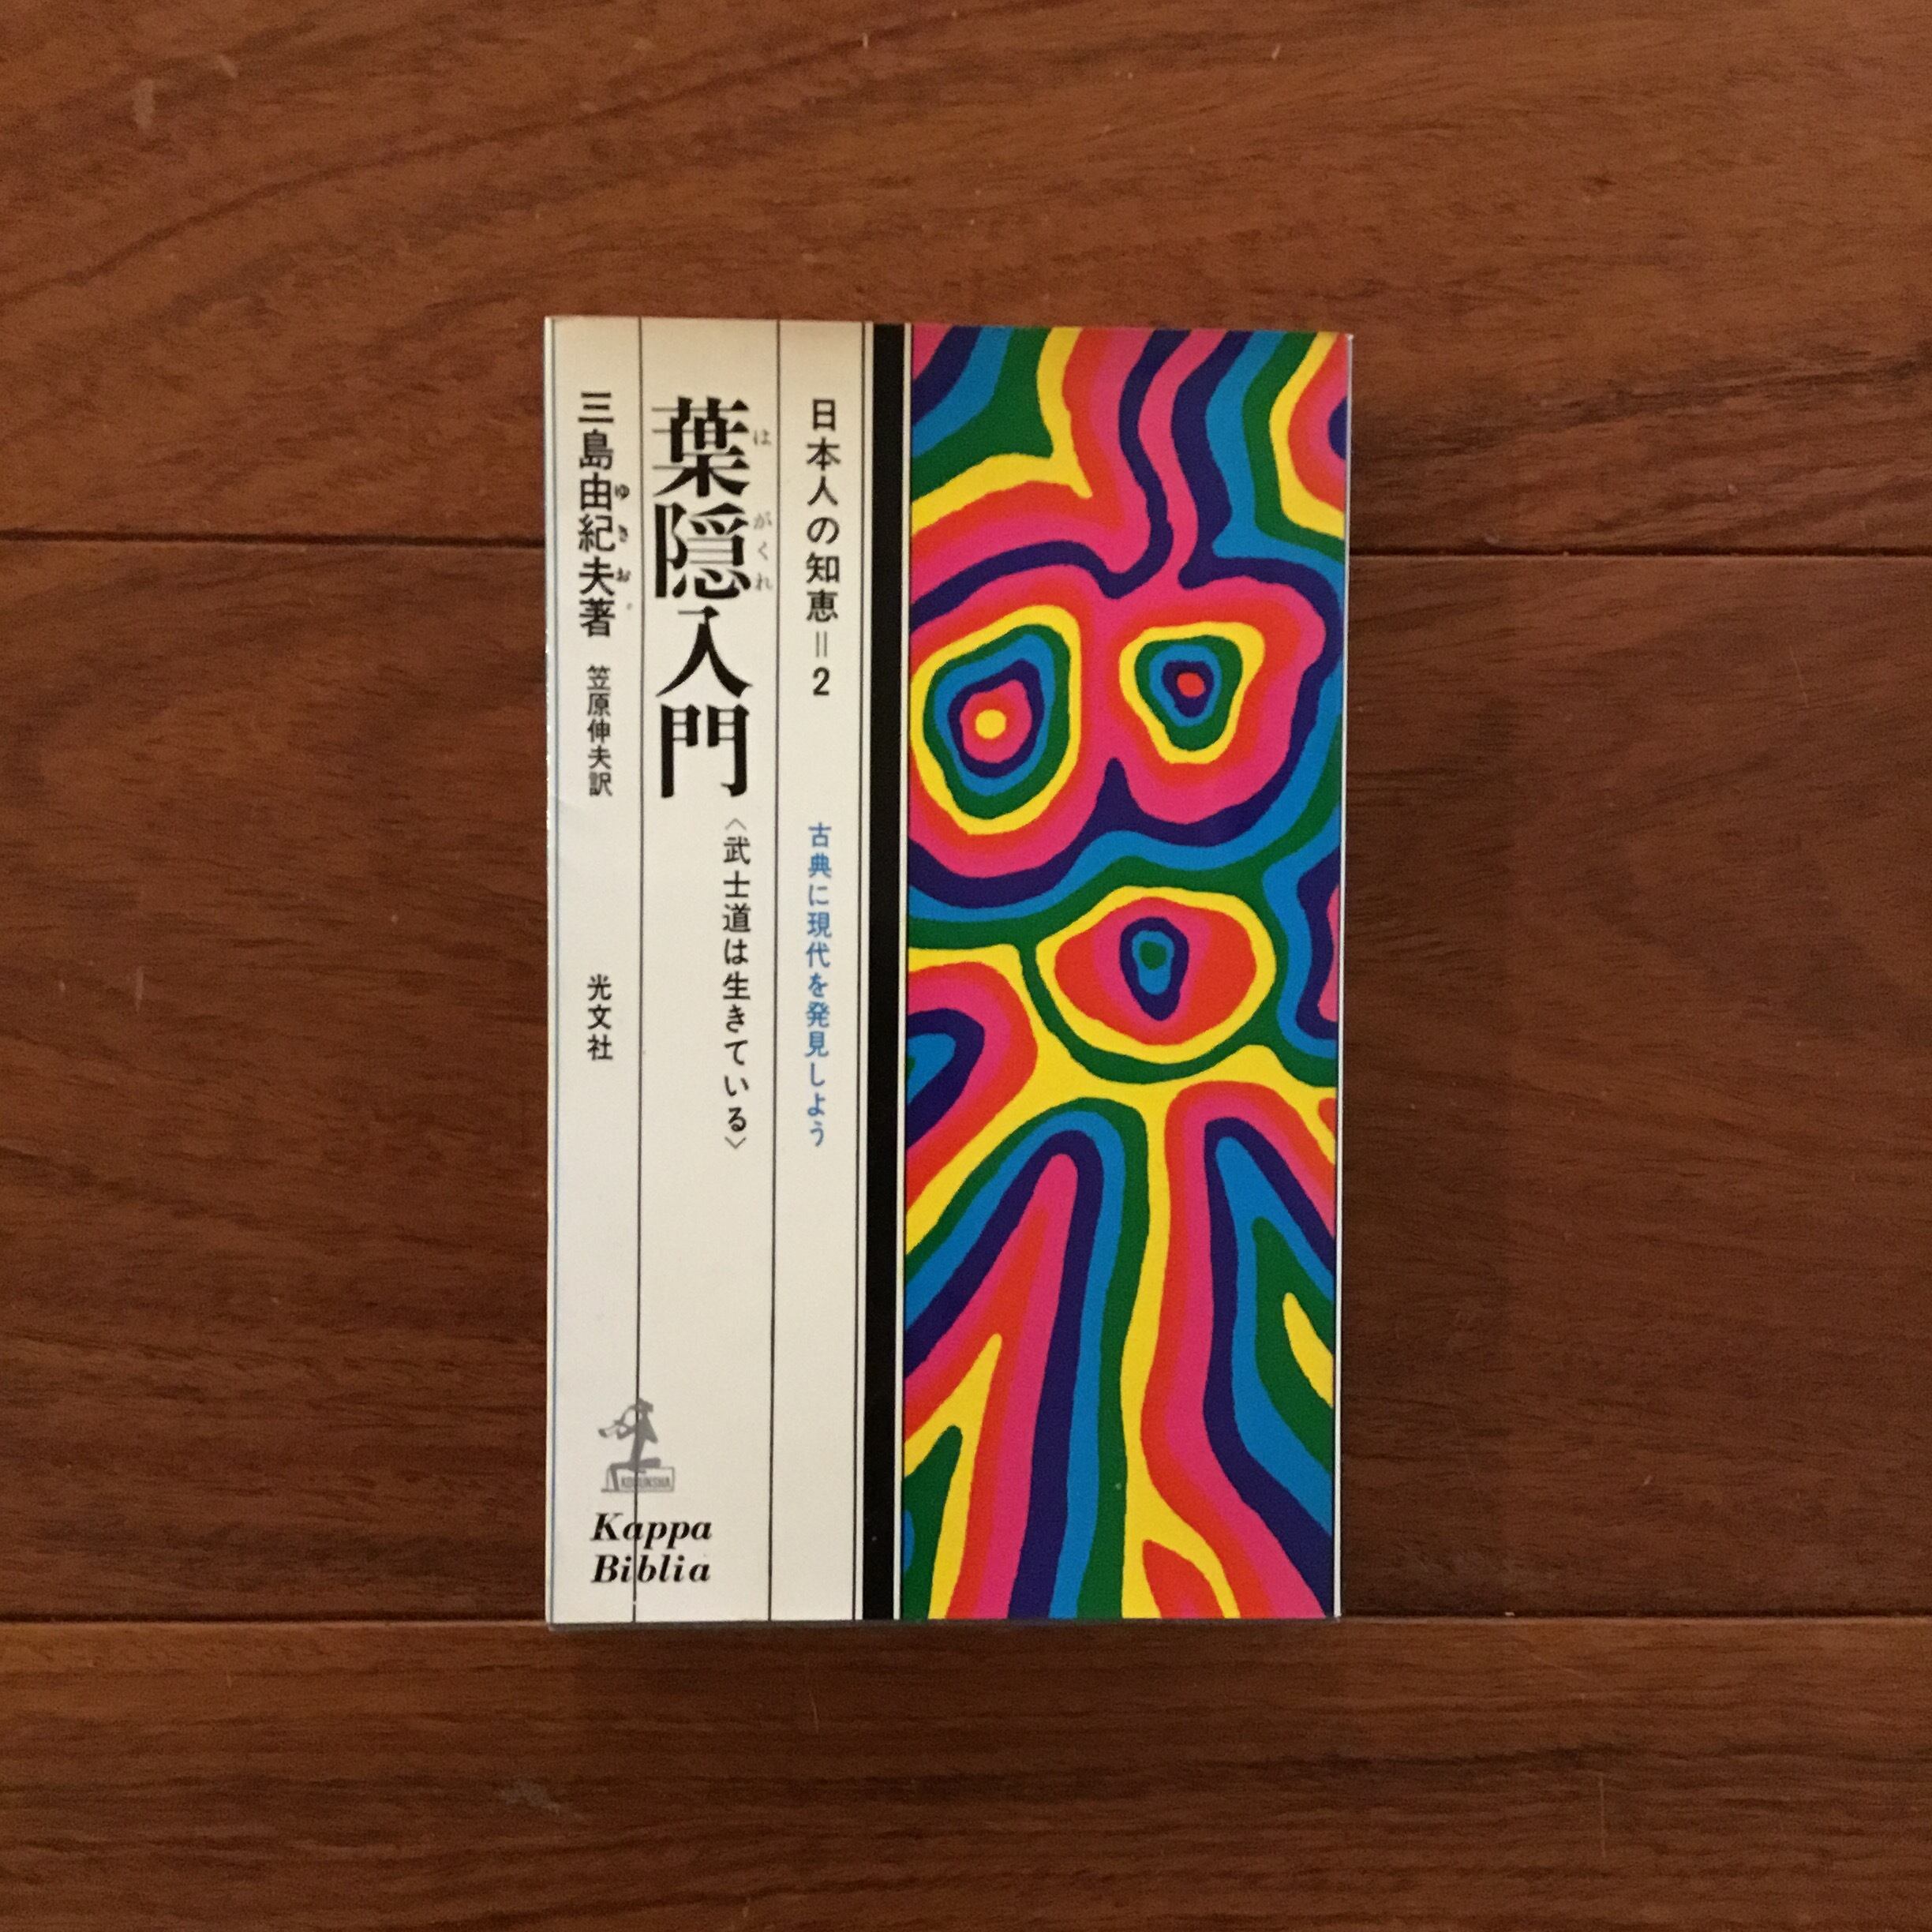 日本人の知恵=2
古典に現代を発見しよう
葉隠入門
はがくれ
〈武士道は生きている〉
三島由紀夫著
ゆきお
笠原伸夫訳
光文社
KOBUNSHA
Kappa
Biblia